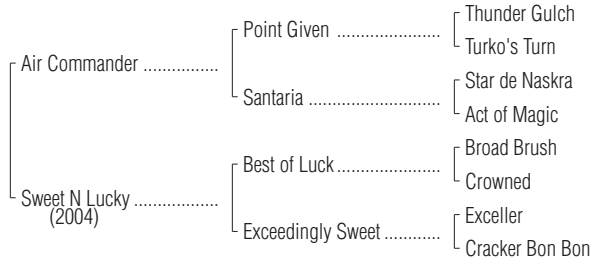 Thunder Gulch
Point Given ....................
Turko's Turn
Air Commander ...............
Star de Naskra
Santaria .........................
Act of Magic
Broad Brush
Best of Luck....................
Crowned
Sweet N Lucky ................
(2004)
Exceller
Exceedingly Sweet ............
Cracker Bon Bon